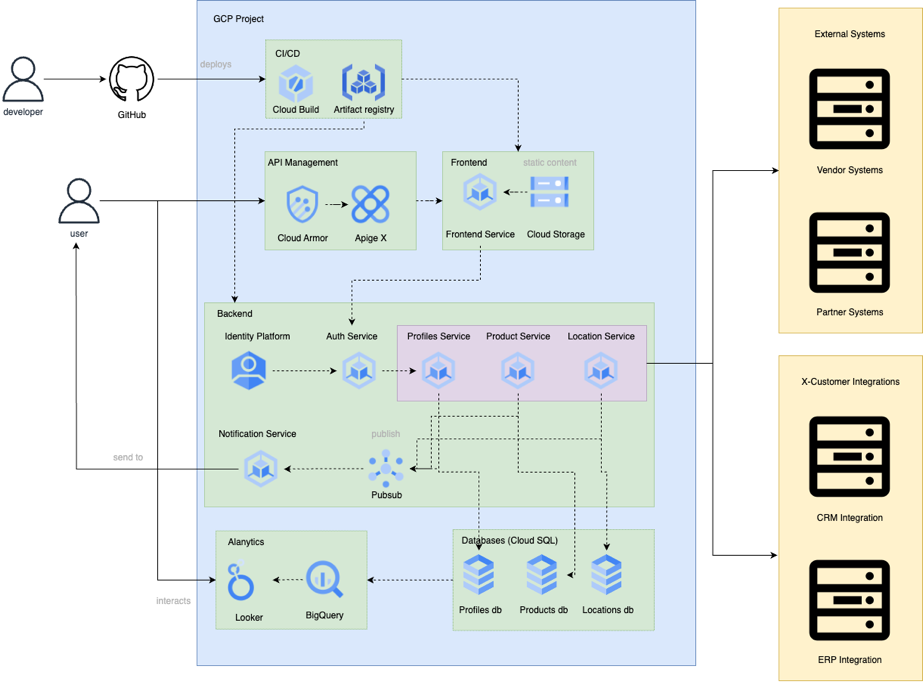 GCP Project
External Systems
CI/CD
deploys
Cloud Build
Artifact registry
developer
GitHub
Vendor Systems
API Management
Frontend
static content
Cloud Armor
Apige X
Frontend Service
Cloud Storage
user
Partner Systems
Backend
Identity Platform
Auth Service
Profiles Service
Product Service
Location Service
X-Customer Integrations
Notification Service
publish
send to
Pubsub
CRM Integration
Alanytics
Databases (Cloud SQL)
interacts
Looker
BigQuery
Profiles db
Products db
Locations db
ERP Integration